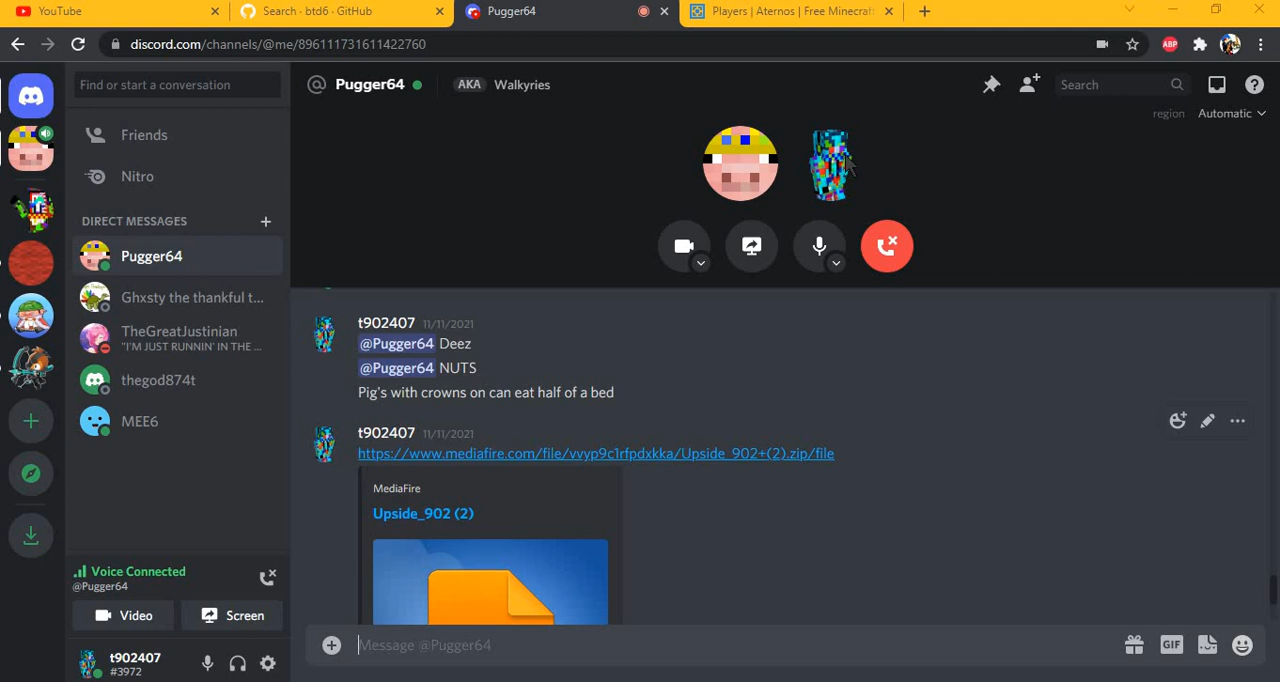 YouTube
Search · btd6 · GitHub
Pugger64
Players | Aternos | Free Minecraft
discord.com/channels/@me/896111731611422760
ABP
Find or start a conversation
@ Pugger64
AKA Walkyries
Search
region Automatic
Friends
Nitro
DIRECT MESSAGES
Pugger64
Ghxsty the thankful t...
TheGreatJustinian
"I'M JUST RUNNIN' IN THE ...
thegod874t
MEE6
t902407 11/11/2021
@Pugger64 Deez
@Pugger64 NUTS
Pig's with crowns on can eat half of a bed
t902407 11/11/2021
https://www.mediafire.com/file/vvyp9c1rfpdxkka/Upside_902+(2).zip/file
MediaFire
Upside_902 (2)
Voice Connected
@Pugger64
Video
Screen
t902407
#3972
Message @Pugger64
GIF